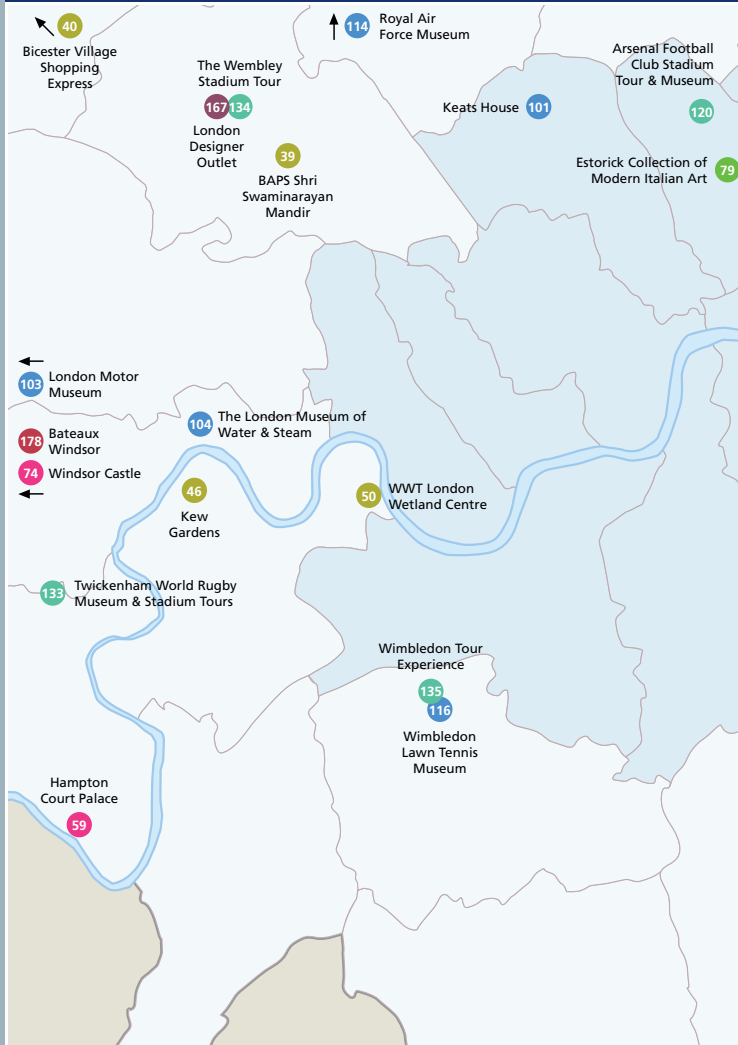 40
Bicester Village
Shopping
Express
114
Royal Air
Force Museum
The Wembley
Stadium Tour
167
134
London
Designer
Outlet
39
BAPS Shri
Swaminarayan
Mandir
Keats House
101
Arsenal Football
Club Stadium
Tour & Museum
120
Estorick Collection of
Modern Italian Art
79
103
London Motor
Museum
178
Bateaux
Windsor
74
Windsor Castle
104
The London Museum of
Water & Steam
46
Kew
Gardens
50
WWT London
Wetland Centre
133
Twickenham World Rugby
Museum & Stadium Tours
Wimbledon Tour
Experience
135
116
Wimbledon
Lawn Tennis
Museum
Hampton
Court Palace
59